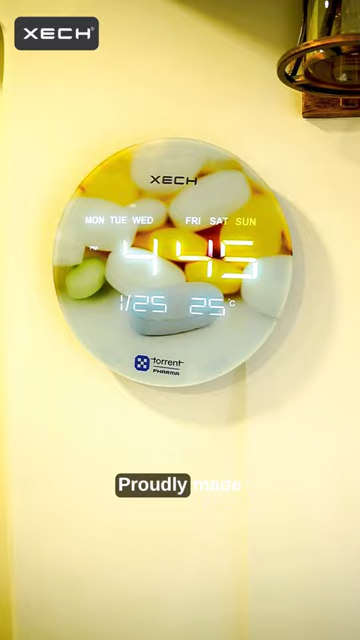 XECH®
XECH
MON TUE WED FRI SAT SUN
PM
4:45
1/25 25°C
torrent
PHARMA
Proudly made